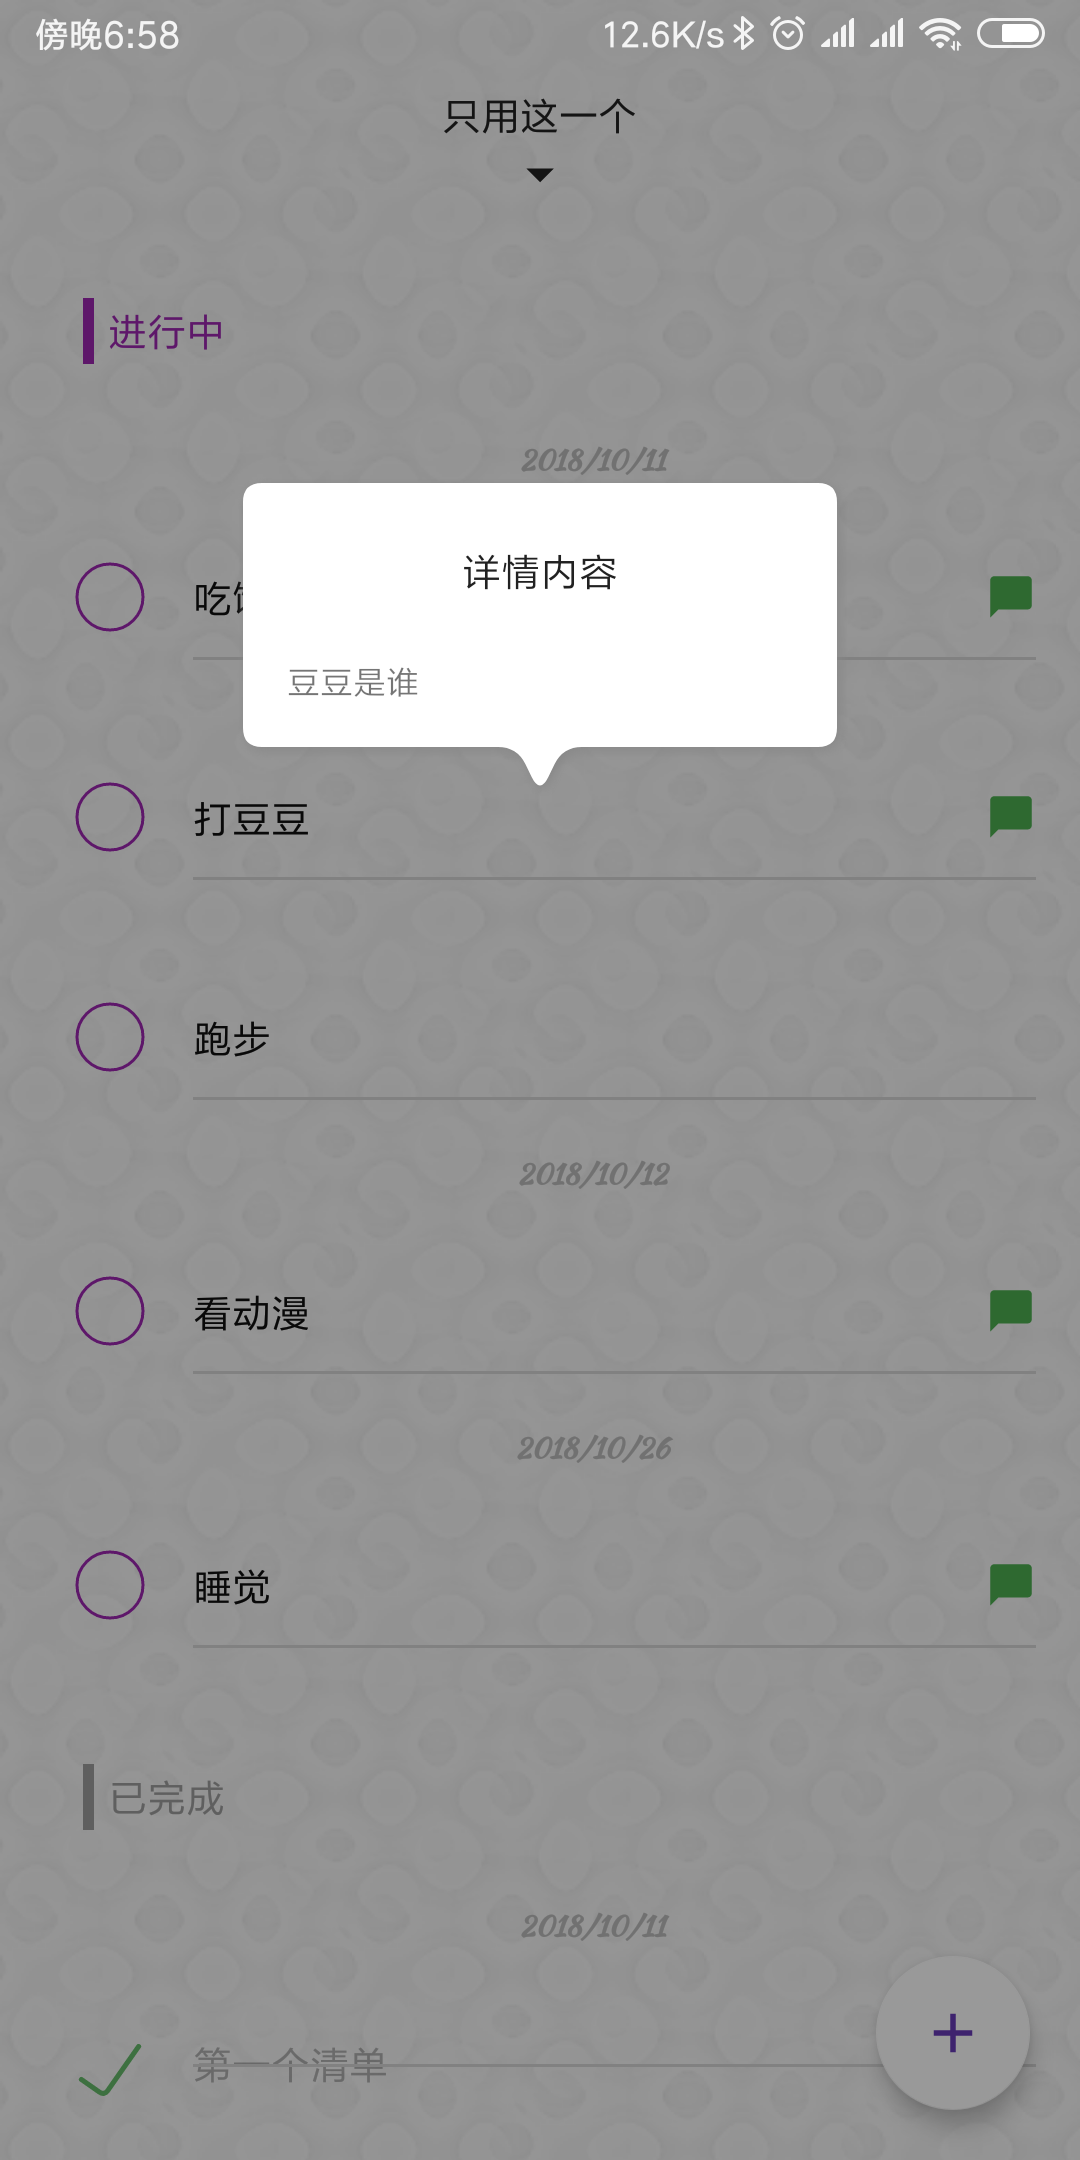 傍晚6:58
12.6K/s
只用这一个
进行中
2018/10/11
吃
详情内容
豆豆是谁
打豆豆
跑步
2018/10/12
看动漫
2018/10/26
睡觉
已完成
2018/10/11
第一个清单